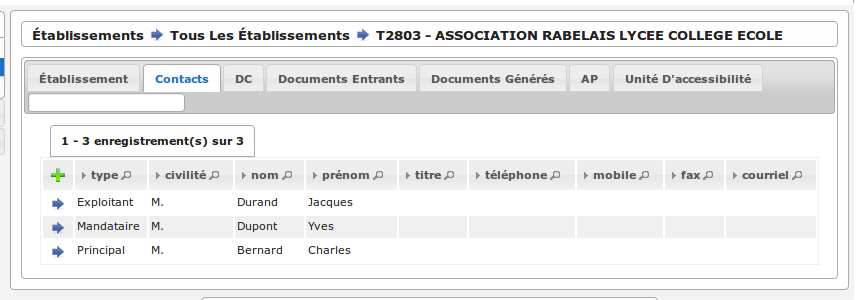 Établissements Tous Les Établissements T2803 - ASSOCIATION RABELAIS LYCEE COLLEGE ECOLE
Établissement Contacts DC Documents Entrants Documents Générés AP Unité D'accessibilité
1 - 3 enregistrement(s) sur 3
type civilité nom prénom titre téléphone mobile fax courriel
Exploitant M. Durand Jacques
Mandataire M. Dupont Yves
Principal M. Bernard Charles